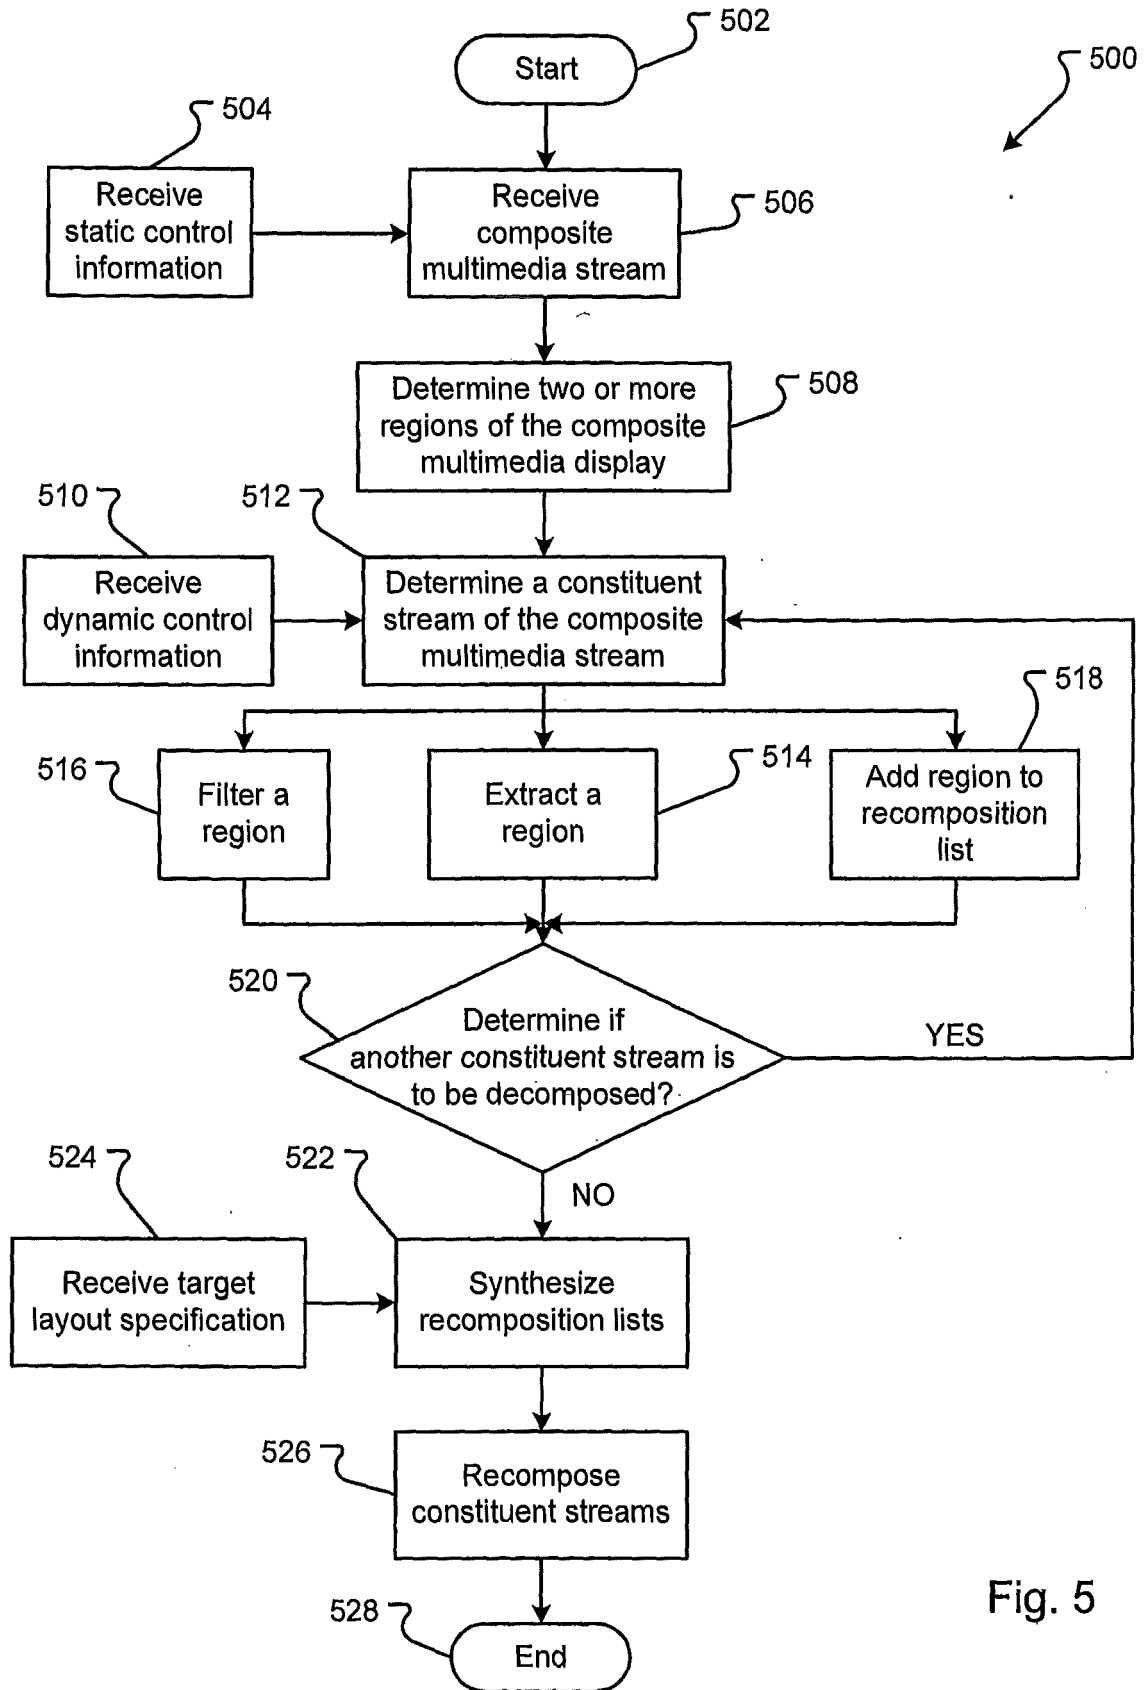 502
Start
500
504
Receive
static control
information
Receive
composite
multimedia stream
506
Determine two or more
regions of the composite
multimedia display
508
510
512
Receive
dynamic control
information
Determine a constituent
stream of the composite
multimedia stream
518
516
Filter a
region
Extract a
region
514
Add region to
recomposition
list
520
Determine if
another constituent stream is
to be decomposed?
YES
NO
524
522
Receive target
layout specification
Synthesize
recomposition lists
526
Recompose
constituent streams
528
End
Fig. 5